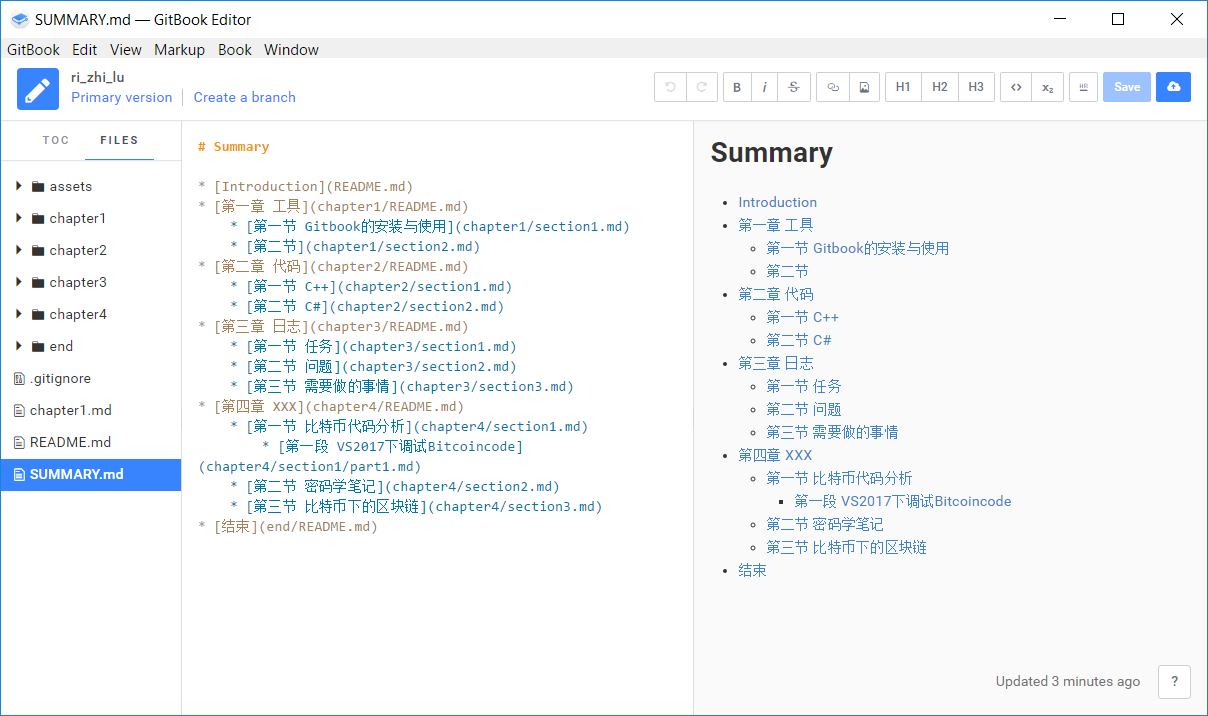 SUMMARY.md — GitBook Editor
GitBook Edit View Markup Book Window
ri_zhi_lu
Primary version Create a branch
B i S H1 H2 H3 <> x₂ HR Save
TOC FILES
assets
chapter1
chapter2
chapter3
chapter4
end
.gitignore
chapter1.md
README.md
SUMMARY.md
# Summary
* [Introduction](README.md)
* [第一章 工具](chapter1/README.md)
* [第一节 Gitbook的安装与使用](chapter1/section1.md)
* [第二节](chapter1/section2.md)
* [第二章 代码](chapter2/README.md)
* [第一节 C++](chapter2/section1.md)
* [第二节 C#](chapter2/section2.md)
* [第三章 日志](chapter3/README.md)
* [第一节 任务](chapter3/section1.md)
* [第二节 问题](chapter3/section2.md)
* [第三节 需要做的事情](chapter3/section3.md)
* [第四章 XXX](chapter4/README.md)
* [第一节 比特币代码分析](chapter4/section1.md)
* [第一段 VS2017下调试Bitcoincode]
(chapter4/section1/part1.md)
* [第二节 密码学笔记](chapter4/section2.md)
* [第三节 比特币下的区块链](chapter4/section3.md)
* [结束](end/README.md)
Summary
Introduction
第一章 工具
第一节 Gitbook的安装与使用
第二节
第二章 代码
第一节 C++
第二节 C#
第三章 日志
第一节 任务
第二节 问题
第三节 需要做的事情
第四章 XXX
第一节 比特币代码分析
第一段 VS2017下调试Bitcoincode
第二节 密码学笔记
第三节 比特币下的区块链
结束
Updated 3 minutes ago ?